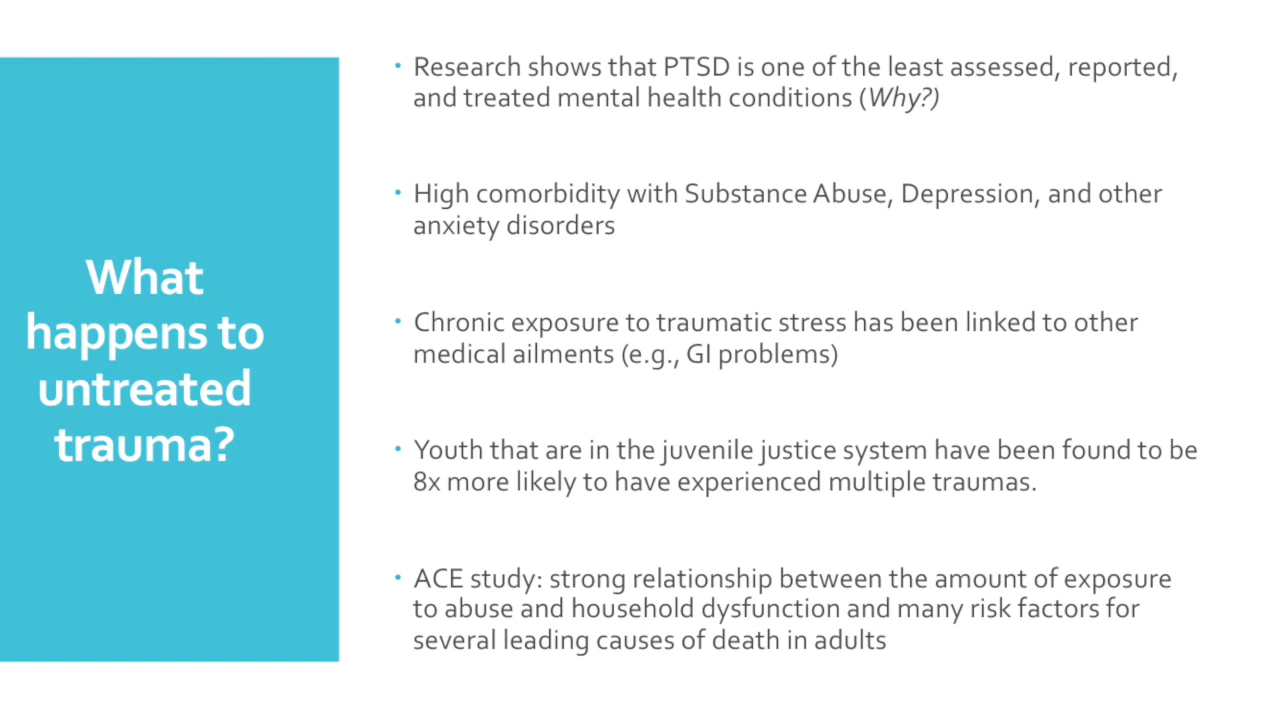 What
happens to
untreated
trauma?
• Research shows that PTSD is one of the least assessed, reported,
and treated mental health conditions (Why?)
• High comorbidity with Substance Abuse, Depression, and other
anxiety disorders
• Chronic exposure to traumatic stress has been linked to other
medical ailments (e.g., GI problems)
• Youth that are in the juvenile justice system have been found to be
8x more likely to have experienced multiple traumas.
• ACE study: strong relationship between the amount of exposure
to abuse and household dysfunction and many risk factors for
several leading causes of death in adults